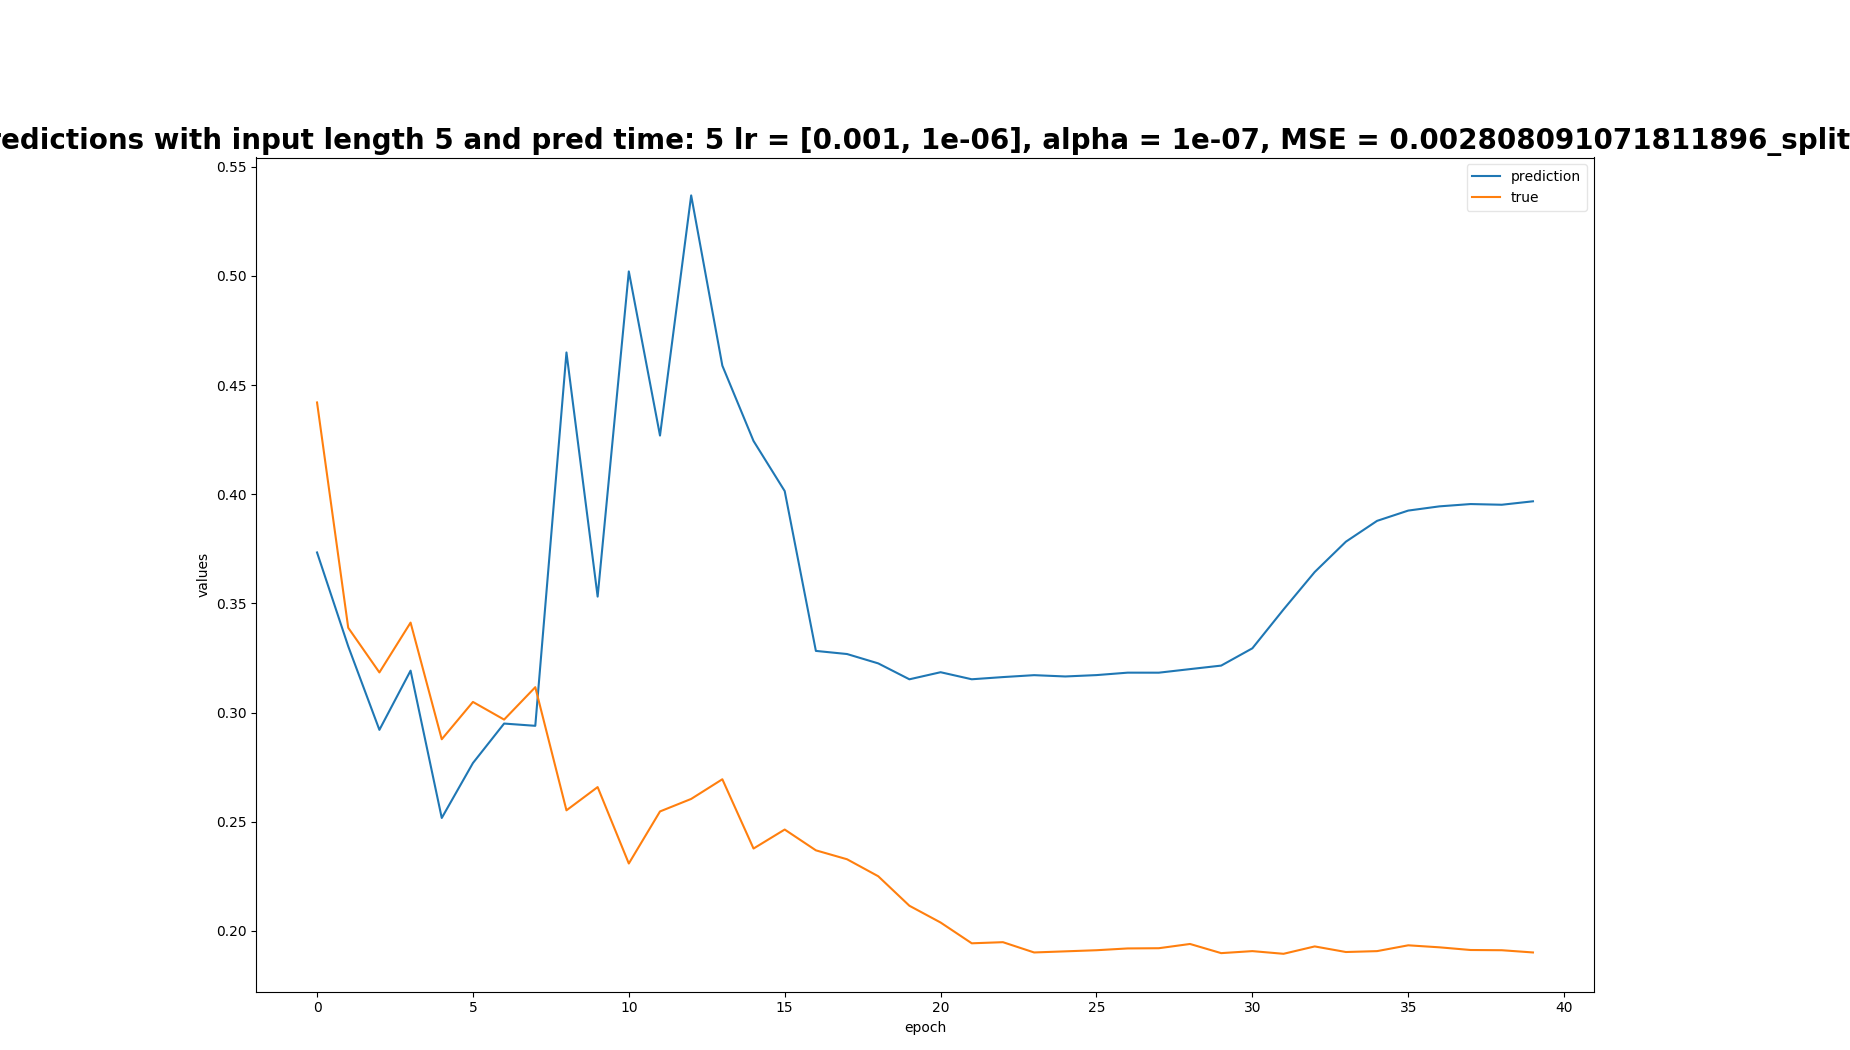 redictions with input length 5 and pred time: 5 lr = [0.001, 1e-06], alpha = 1e-07, MSE = 0.002808091071811896_split
prediction
true
0.55
0.50
0.45
0.40
0.35
0.30
0.25
0.20
values
0 5 10 15 20 25 30 35 40
epoch